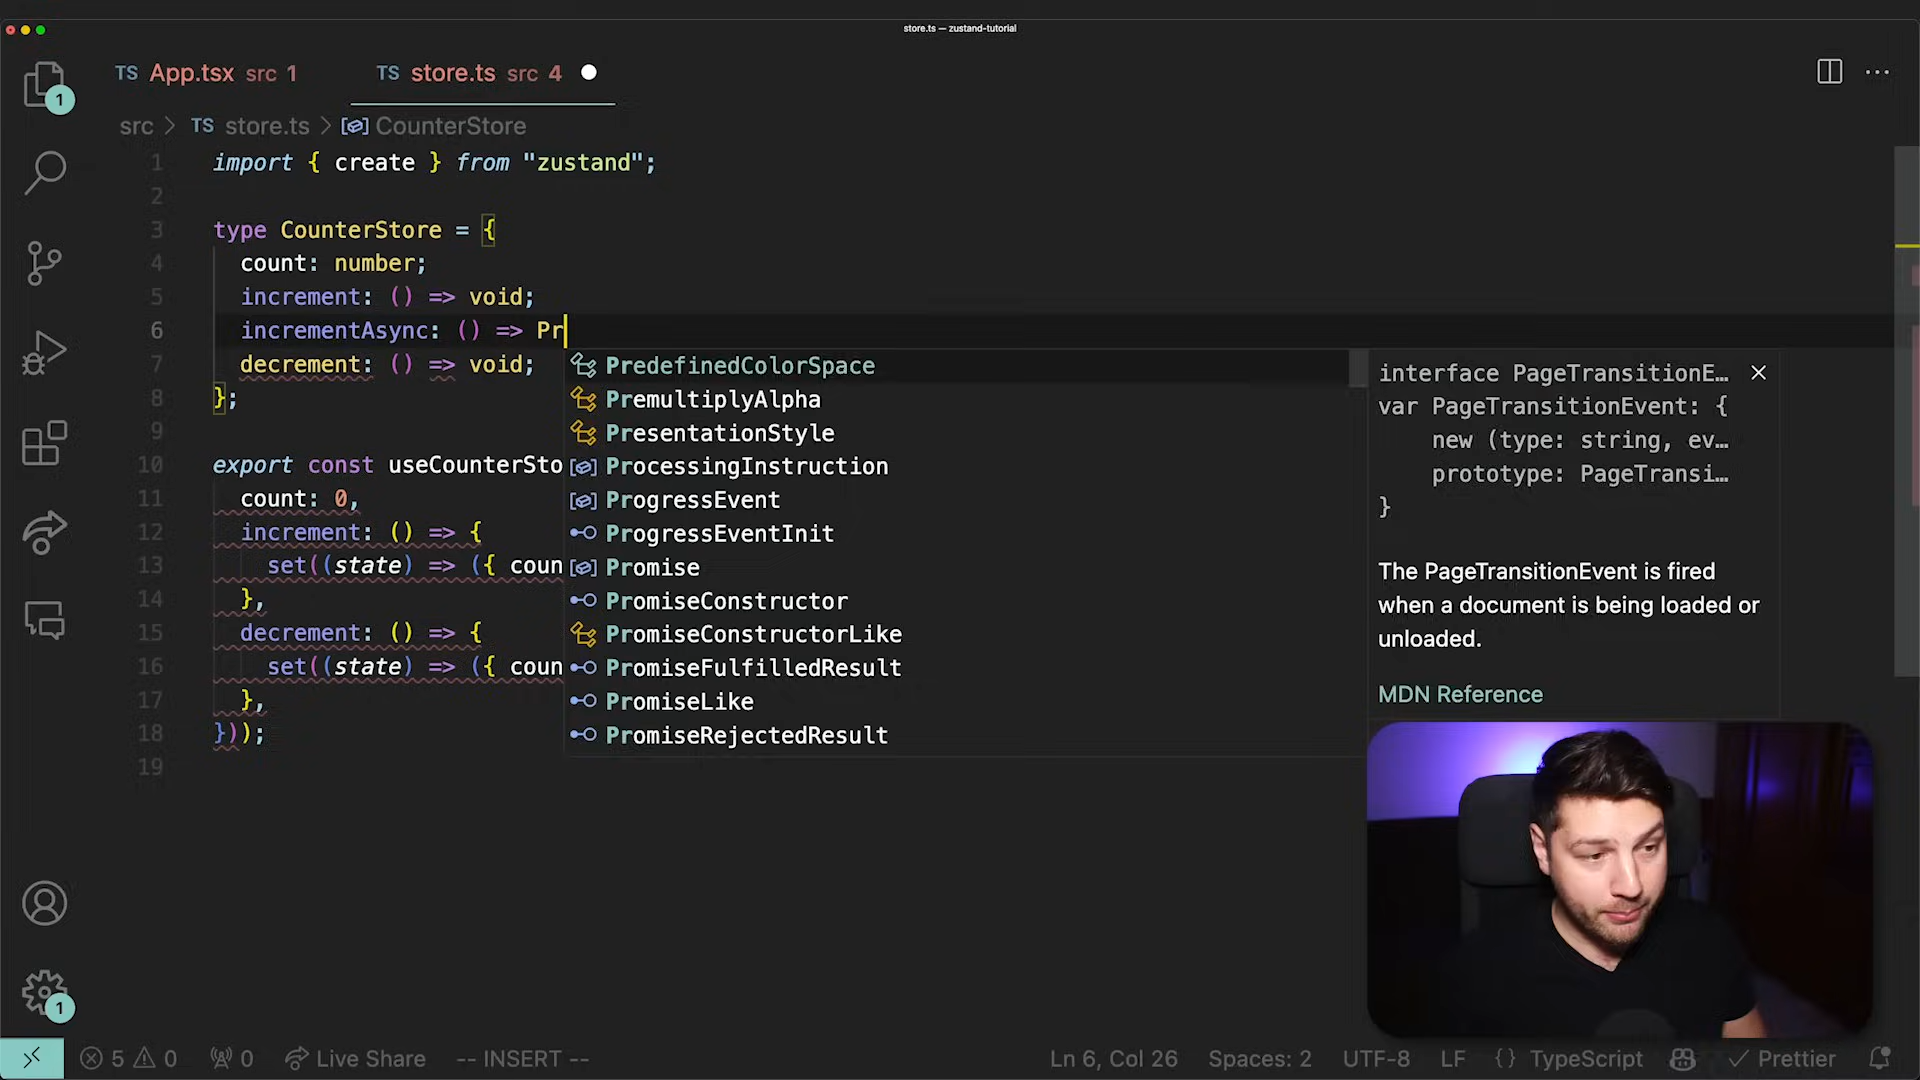 store.ts — zustand-tutorial
TS App.tsx src 1
TS store.ts src 4
src > TS store.ts > CounterStore
1 import { create } from "zustand";
2
3 type CounterStore = {
4 count: number;
5 increment: () => void;
6 incrementAsync: () => Pr
7 decrement: () => void;
8 };
9
10 export const useCounterSto
11 count: 0,
12 increment: () => {
13 set((state) => ({ coun
14 },
15 decrement: () => {
16 set((state) => ({ coun
17 },
18 }));
19
PredefinedColorSpace
PremultiplyAlpha
PresentationStyle
ProcessingInstruction
ProgressEvent
ProgressEventInit
Promise
PromiseConstructor
PromiseConstructorLike
PromiseFulfilledResult
PromiseLike
PromiseRejectedResult
interface PageTransitionE…
var PageTransitionEvent: {
new (type: string, ev…
prototype: PageTransi…
}
The PageTransitionEvent is fired
when a document is being loaded or
unloaded.
MDN Reference
1
1
5 0 0 Live Share -- INSERT -- Ln 6, Col 26 Spaces: 2 UTF-8 LF {} TypeScript Prettier